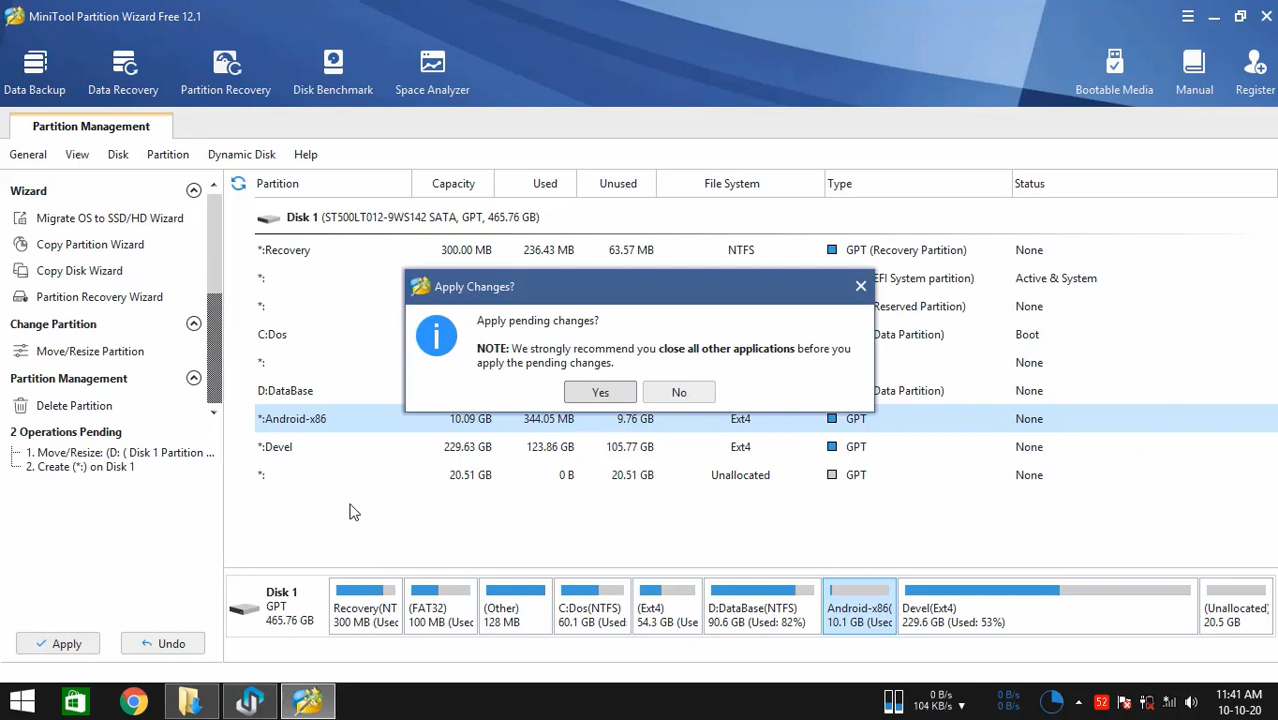 MiniTool Partition Wizard Free 12.1
Data Backup Data Recovery Partition Recovery Disk Benchmark Space Analyzer Bootable Media Manual Register
Partition Management
General View Disk Partition Dynamic Disk Help
Wizard
Migrate OS to SSD/HD Wizard
Copy Partition Wizard
Copy Disk Wizard
Partition Recovery Wizard
Change Partition
Move/Resize Partition
Partition Management
Delete Partition
2 Operations Pending
1. Move/Resize: (D: ( Disk 1 Partition ...
2. Create (*:) on Disk 1
Apply Undo
Partition Capacity Used Unused File System Type Status
Disk 1 (ST500LT012-9WS142 SATA, GPT, 465.76 GB)
*:Recovery 300.00 MB 236.43 MB 63.57 MB NTFS GPT (Recovery Partition) None
*: EFI System partition) Active & System
*: Reserved Partition) None
C:Dos Data Partition) Boot
*: None
D:DataBase Data Partition) None
*:Android-x86 10.09 GB 344.05 MB 9.76 GB Ext4 GPT None
*:Devel 229.63 GB 123.86 GB 105.77 GB Ext4 GPT None
*: 20.51 GB 0 B 20.51 GB Unallocated GPT None
Apply Changes?
Apply pending changes?
NOTE: We strongly recommend you close all other applications before you
apply the pending changes.
Yes No
Disk 1
GPT
465.76 GB
Recovery(NT
300 MB (Used
(FAT32)
100 MB (Used
(Other)
128 MB
C:Dos(NTFS)
60.1 GB (Used
(Ext4)
54.3 GB (Use
D:DataBase(NTFS)
90.6 GB (Used: 82%)
Android-x86(
10.1 GB (Used
Devel(Ext4)
229.6 GB (Used: 53%)
(Unallocated)
20.5 GB
0 B/s
104 KB/s
0 B/s
0 B/s
52
11:41 AM
10-10-20